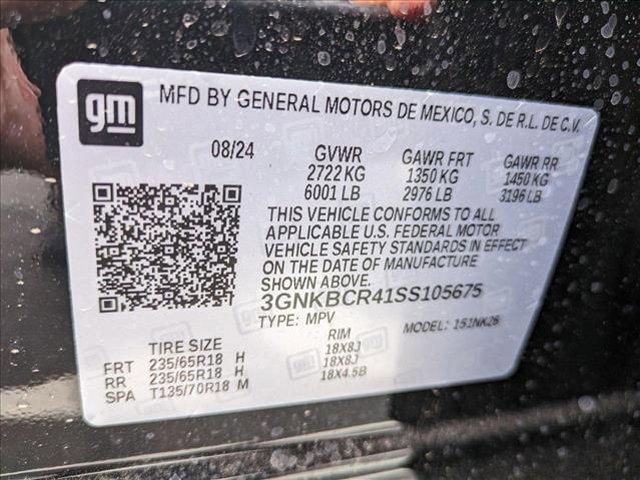 gm
MFD BY GENERAL MOTORS DE MEXICO, S. DE R.L. DE C.V.
08/24 GVWR GAWR FRT GAWR RR
2722 KG 1350 KG 1450 KG
6001 LB 2976 LB 3196 LB
THIS VEHICLE CONFORMS TO ALL
APPLICABLE U.S. FEDERAL MOTOR
VEHICLE SAFETY STANDARDS IN EFFECT
ON THE DATE OF MANUFACTURE
SHOWN ABOVE.
3GNKBCR41SS105675
TYPE: MPV MODEL: 151NK26
TIRE SIZE RIM
FRT 235/65R18 H 18X8J
RR 235/65R18 H 18X8J
SPA T135/70R18 M 18X4.5B